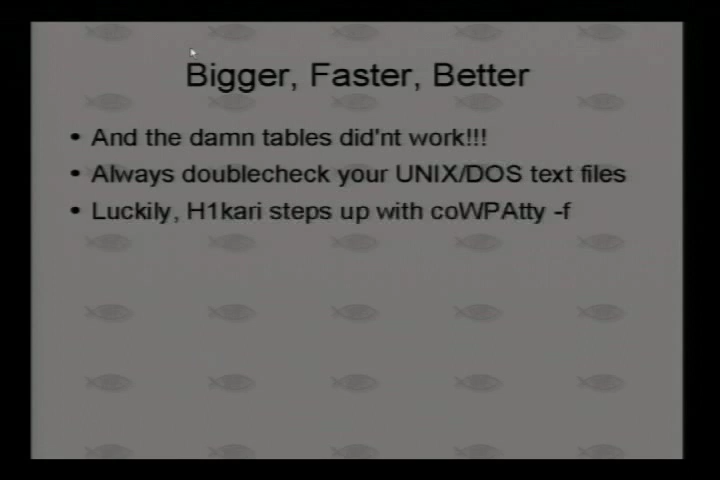 Bigger, Faster, Better
• And the damn tables did'nt work!!!
• Always doublecheck your UNIX/DOS text files
• Luckily, H1kari steps up with coWPAtty -f